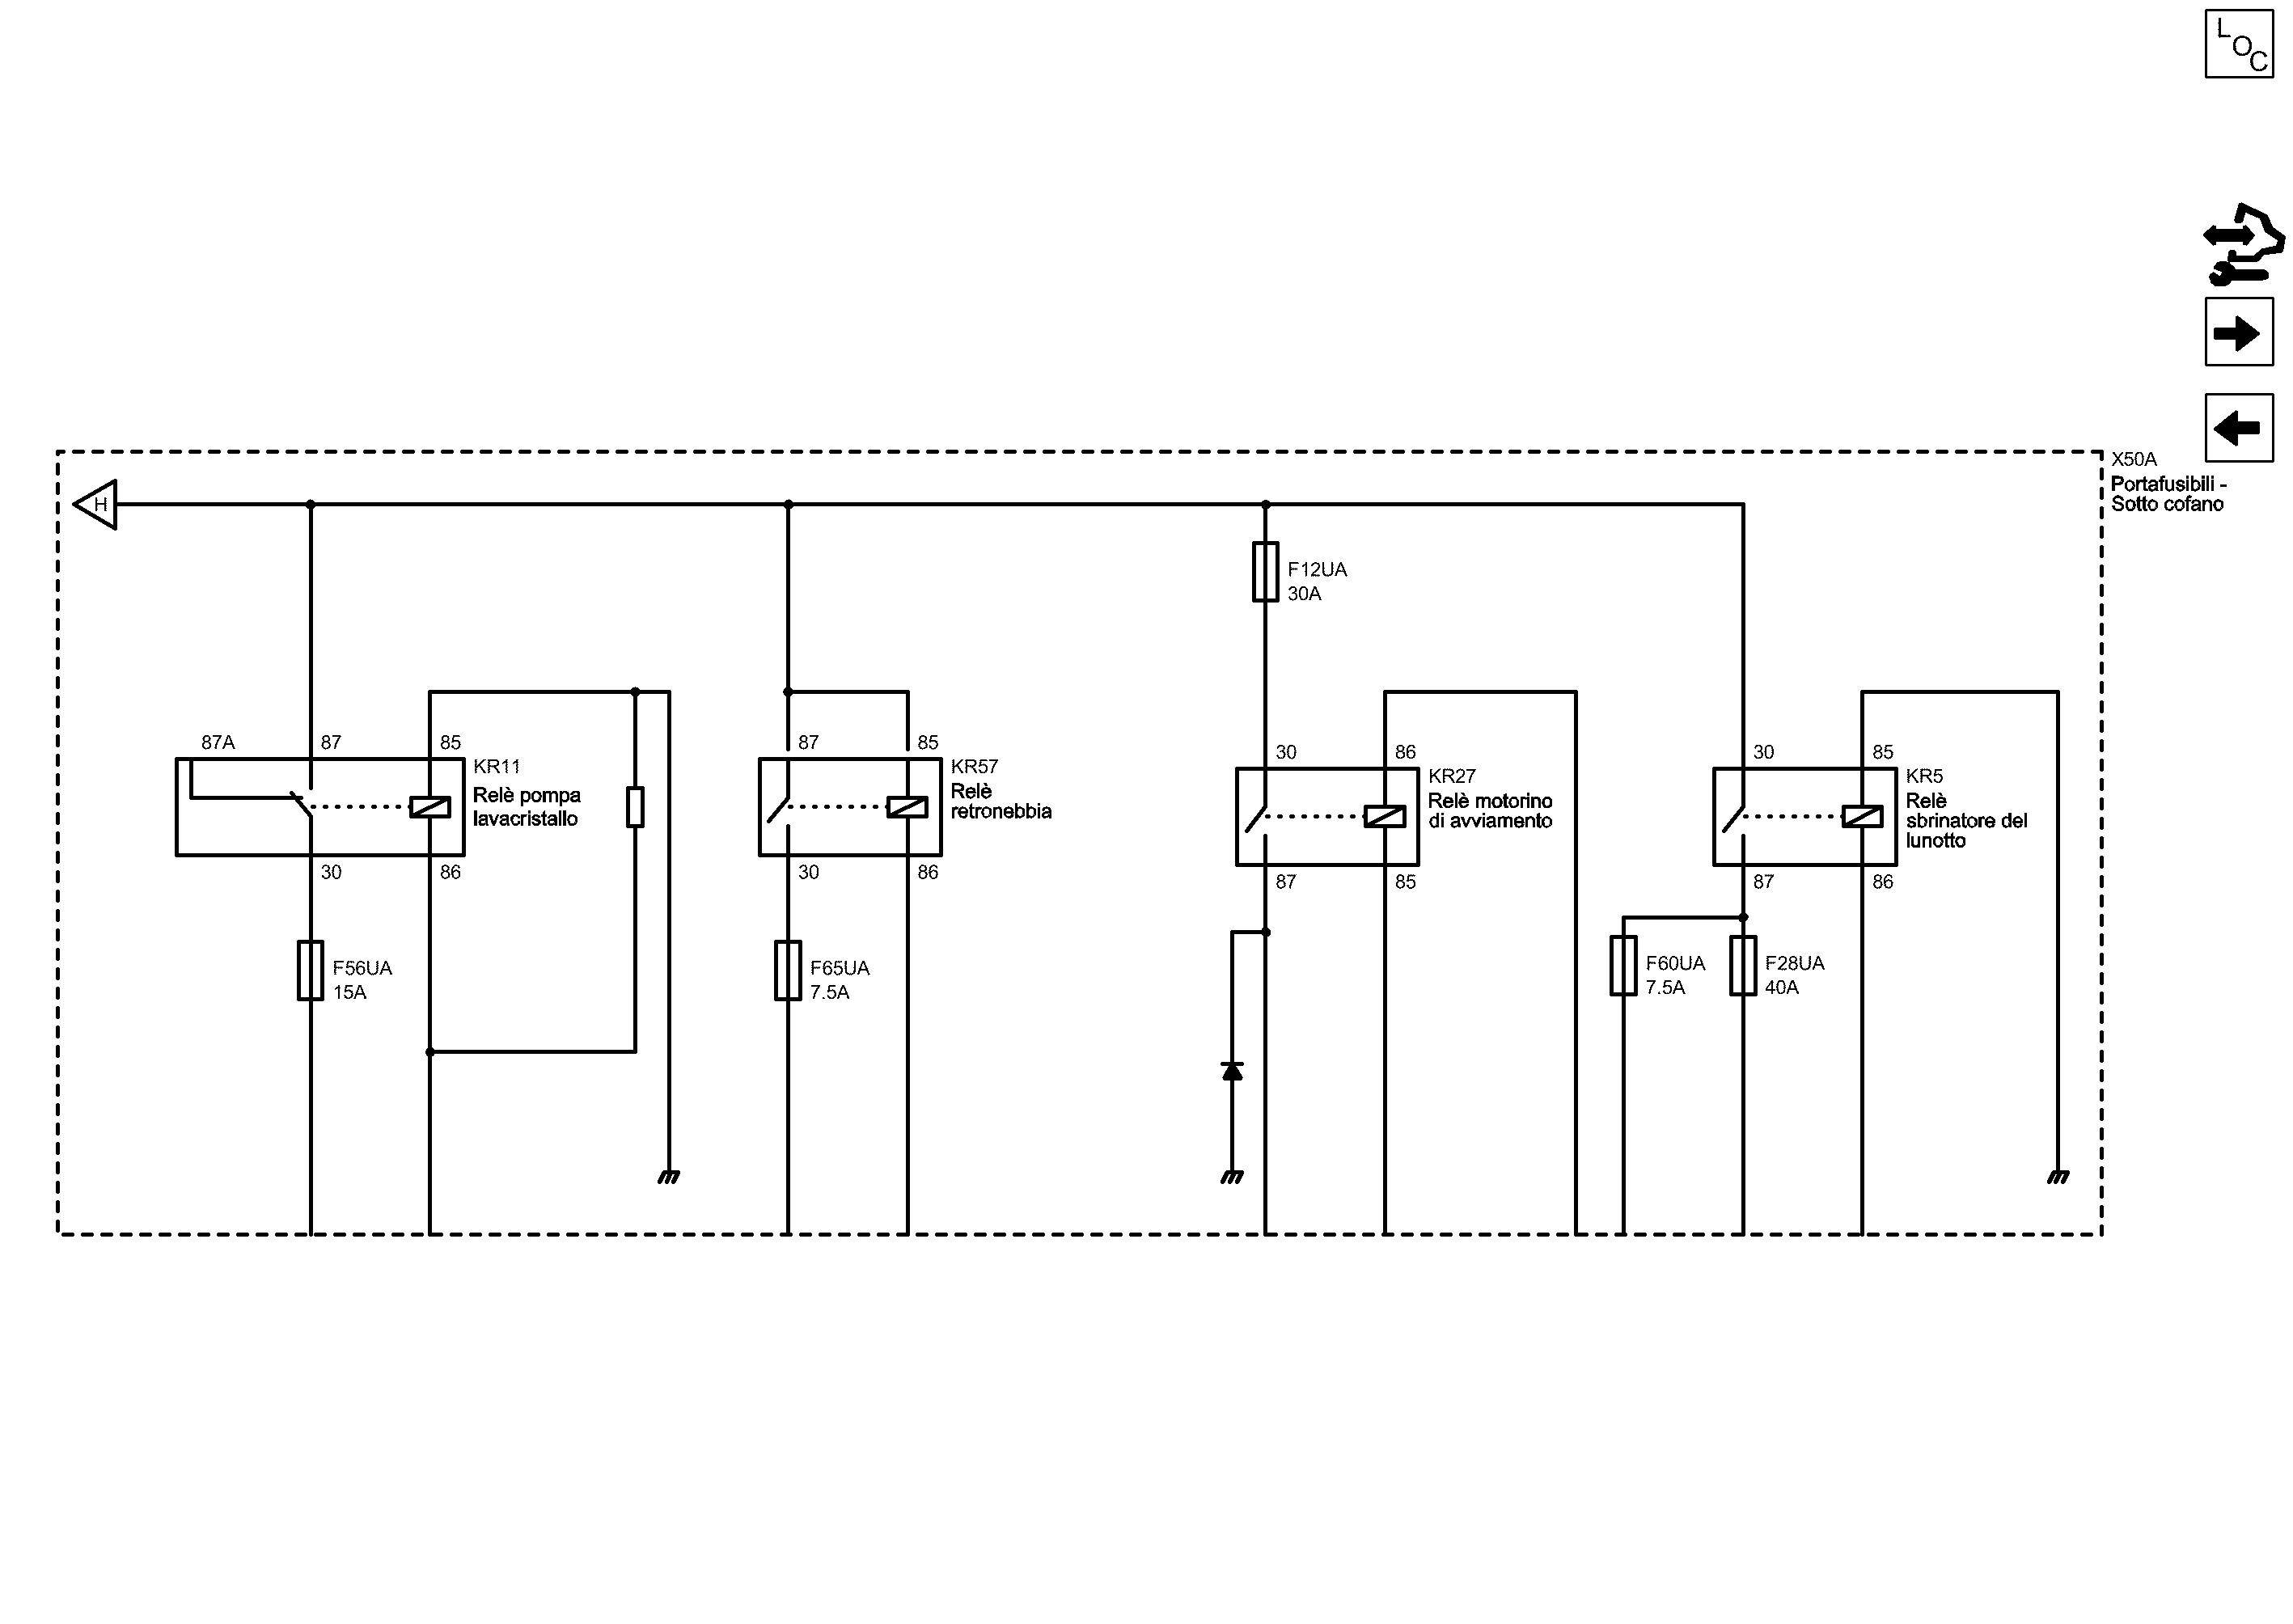 L
O
C
X50A
Portafusibili -
Sotto cofano
H
F12UA
30A
87A
87
85
KR11
Relè pompa
lavacristallo
30
86
87
85
KR57
Relè
retronebbia
30
86
30
86
KR27
Relè motorino
di avviamento
87
85
30
85
KR5
Relè
sbrinatore del
lunotto
87
86
F56UA
15A
F65UA
7.5A
F60UA
7.5A
F28UA
40A